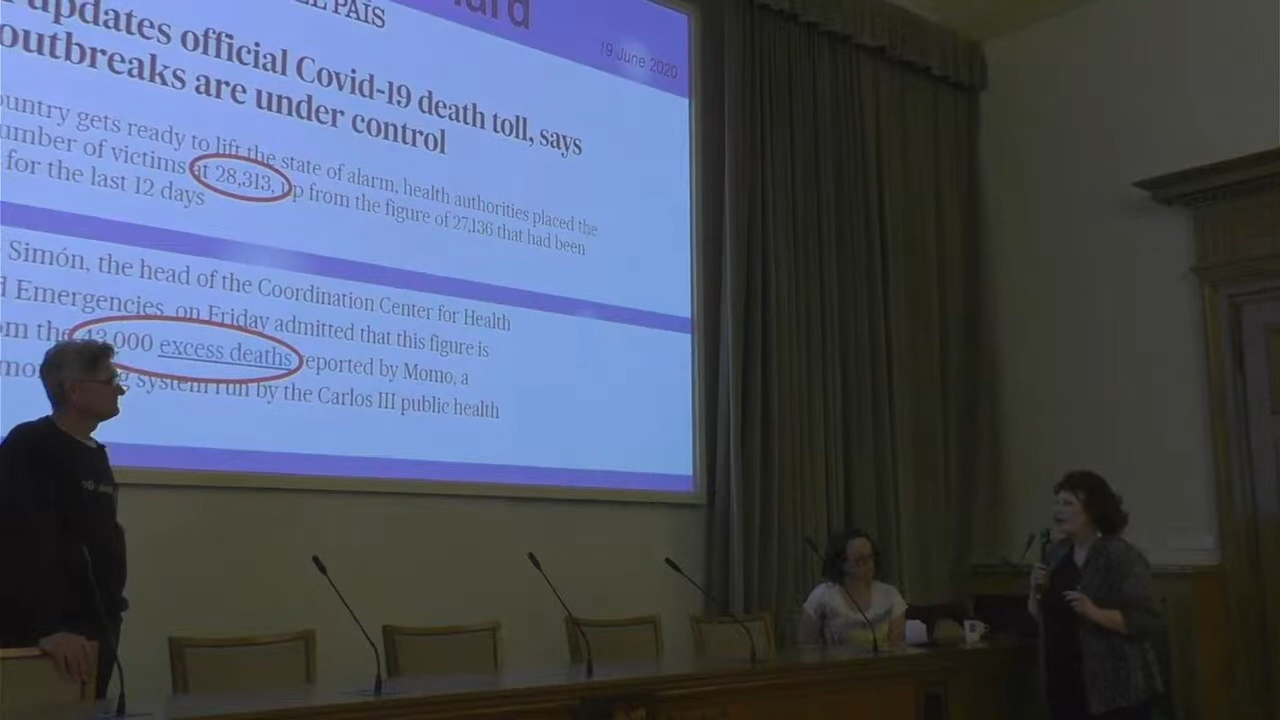 EL PAÍS
19 June 2020
updates official Covid-19 death toll, says
outbreaks are under control
ountry gets ready to lift the state of alarm, health authorities placed the
umber of victims at 28,313, up from the figure of 27,136 that had been
for the last 12 days
Simón, the head of the Coordination Center for Health
d Emergencies, on Friday admitted that this figure is
om the 43,000 excess deaths reported by Momo, a
mo g system run by the Carlos III public health